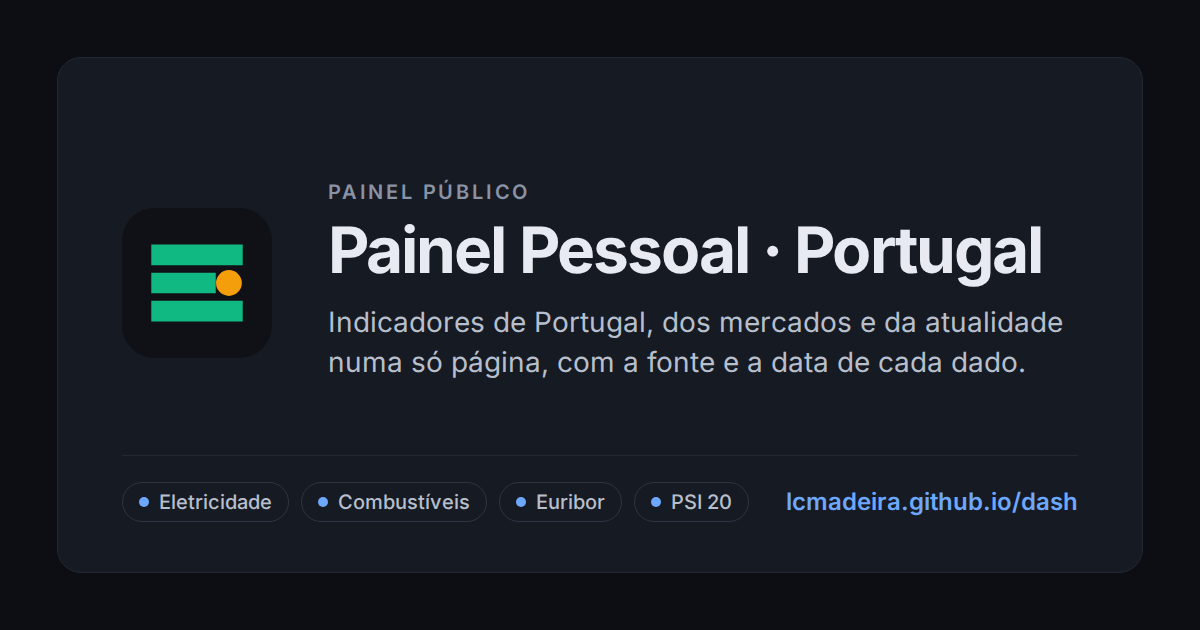 PAINEL PÚBLICO
Painel Pessoal · Portugal
Indicadores de Portugal, dos mercados e da atualidade
numa só página, com a fonte e a data de cada dado.
Eletricidade
Combustíveis
Euribor
PSI 20
lcmadeira.github.io/dash